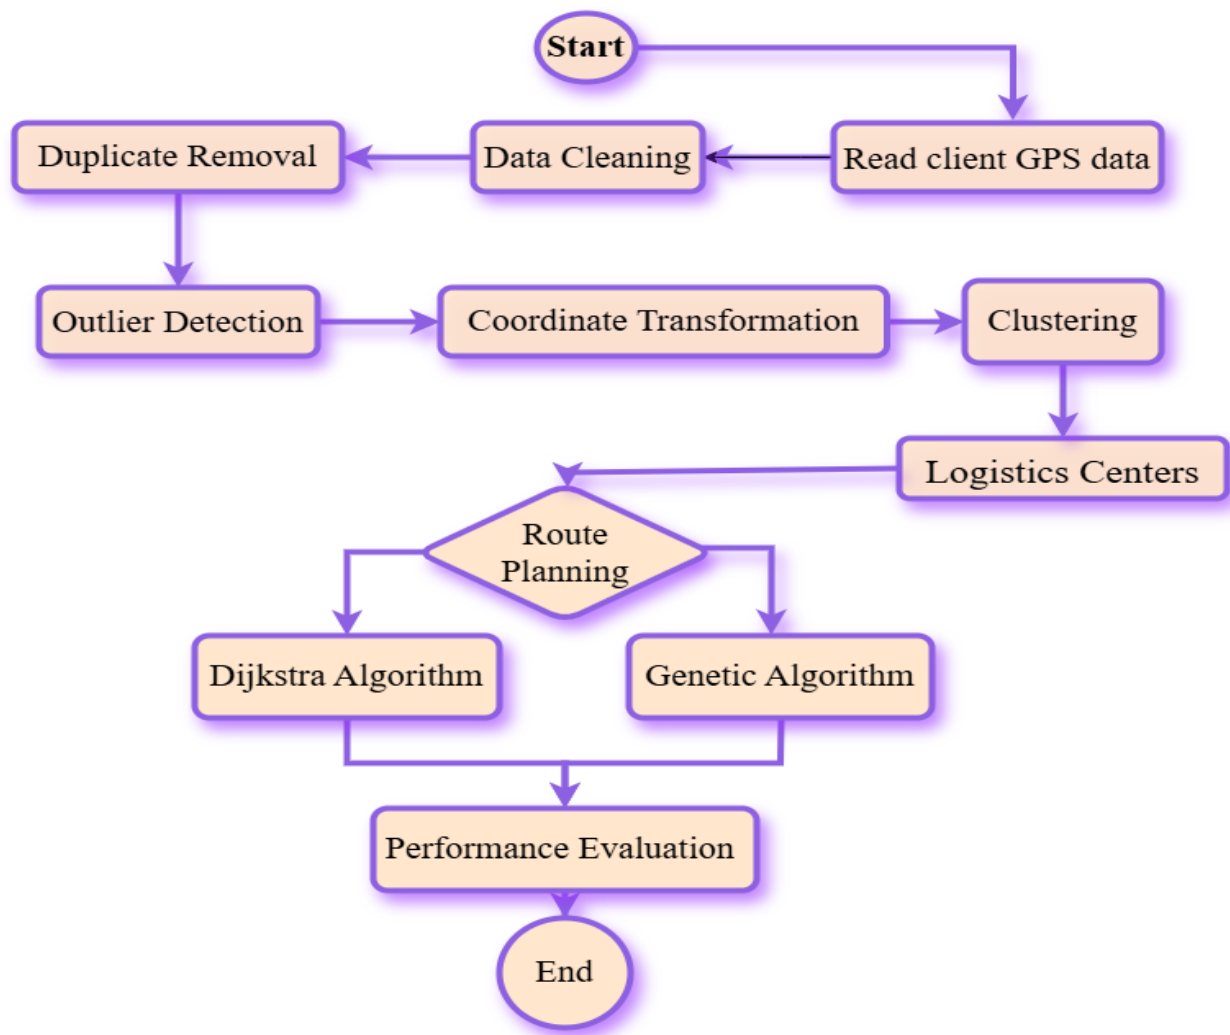 Start
Read client GPS data
Data Cleaning
Duplicate Removal
Outlier Detection
Coordinate Transformation
Clustering
Logistics Centers
Route
Planning
Dijkstra Algorithm
Genetic Algorithm
Performance Evaluation
End